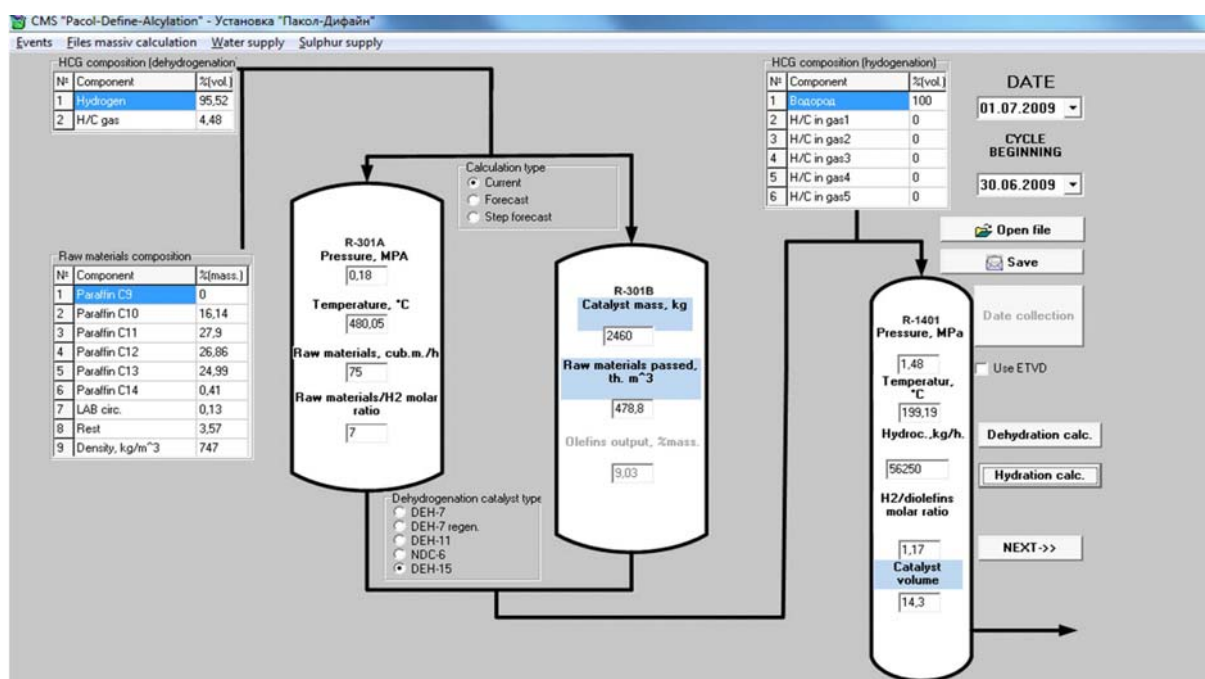 CMS "Pacol-Define-Alcylation" - Установка "Пакол-Дифайн"
Events Files massiv calculation Water supply Sulphur supply
HCG composition (dehydrogenation)
№ Component %(vol.)
1 Hydrogen 95,52
2 H/C gas 4,48
Raw materials composition
№ Component %(mass.)
1 Paraffin C9 0
2 Paraffin C10 16,14
3 Paraffin C11 27,9
4 Paraffin C12 26,86
5 Paraffin C13 24,99
6 Paraffin C14 0,41
7 LAB circ. 0,13
8 Rest 3,57
9 Density, kg/m^3 747
R-301A
Pressure, MPA
0,18
Temperature, °C
480,05
Raw materials, cub.m./h
75
Raw materials/H2 molar
ratio
7
Calculation type
Current
Forecast
Step forecast
Dehydrogenation catalyst type
DEH-7
DEH-7 regen.
DEH-11
NDC-6
DEH-15
R-301B
Catalyst mass, kg
2460
Raw materials passed,
th. m^3
478,8
Olefins output, %mass.
9,03
HCG composition (hydogenation)
№ Component %(vol.)
1 Водород 100
2 H/C in gas1 0
3 H/C in gas2 0
4 H/C in gas3 0
5 H/C in gas4 0
6 H/C in gas5 0
R-1401
Pressure, MPa
1,48
Temperatur,
°C
199,19
Hydroc.,kg/h.
56250
H2/diolefins
molar ratio
1,17
Catalyst
volume
14,3
DATE
01.07.2009
CYCLE
BEGINNING
30.06.2009
Open file
Save
Date collection
Use ETVD
Dehydration calc.
Hydration calc.
NEXT->>